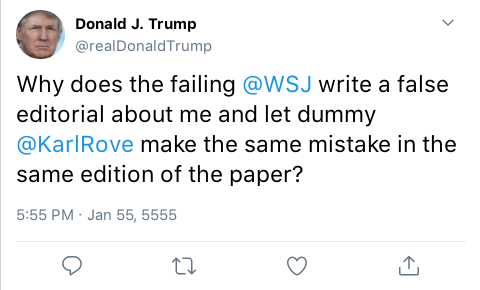 Donald J. Trump
@realDonaldTrump
Why does the failing @WSJ write a false
editorial about me and let dummy
@KarlRove make the same mistake in the
same edition of the paper?
5:55 PM · Jan 55, 5555